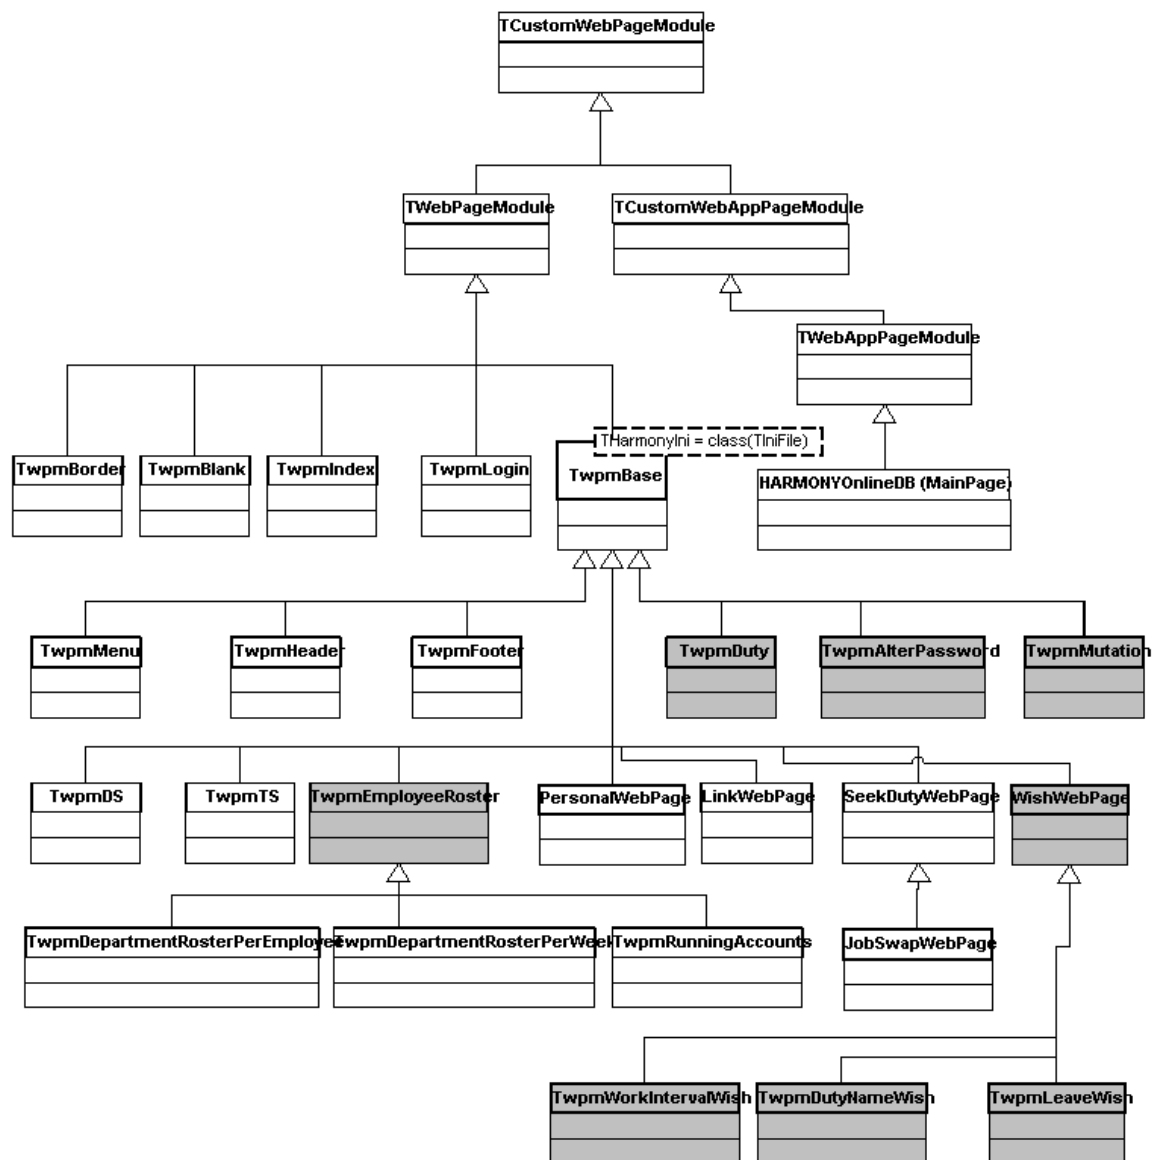 TCustomWebPageModule
TWebPageModule
TCustomWebAppPageModule
TWebAppPageModule
THarmonyIni = class(TIniFile)
TwpmBorder
TwpmBlank
TwpmIndex
TwpmLogin
TwpmBase
HARMONYOnlineDB (MainPage)
TwpmMenu
TwpmHeader
TwpmFooter
TwpmDuty
TwpmAlterPassword
TwpmMutation
TwpmDS
TwpmTS
TwpmEmployeeRoster
PersonalWebPage
LinkWebPage
SeekDutyWebPage
WishWebPage
TwpmDepartmentRosterPerEmployee
TwpmDepartmentRosterPerWeek
TwpmRunningAccounts
JobSwapWebPage
TwpmWorkIntervalWish
TwpmDutyNameWish
TwpmLeaveWish